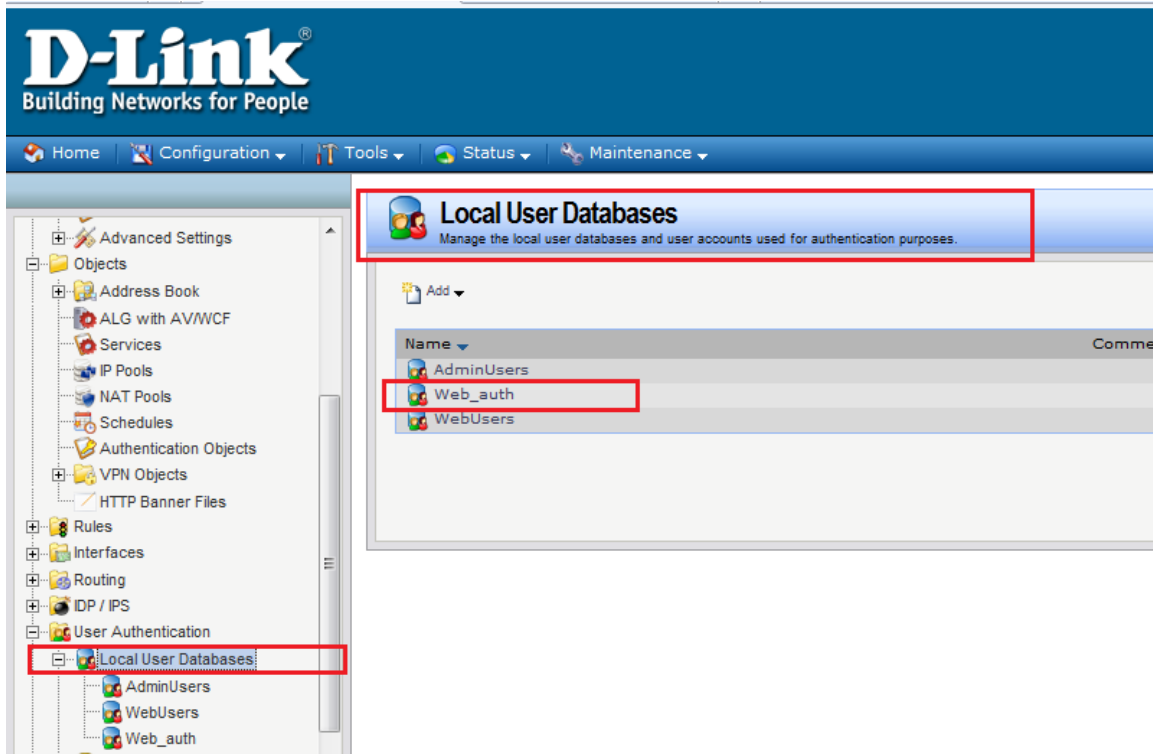 D-Link®
Building Networks for People
Home Configuration Tools Status Maintenance
Local User Databases
Manage the local user databases and user accounts used for authentication purposes.
Add
Name
AdminUsers
Web_auth
WebUsers
Advanced Settings
Objects
Address Book
ALG with AV/WCF
Services
IP Pools
NAT Pools
Schedules
Authentication Objects
VPN Objects
HTTP Banner Files
Rules
Interfaces
Routing
IDP / IPS
User Authentication
Local User Databases
AdminUsers
WebUsers
Web_auth